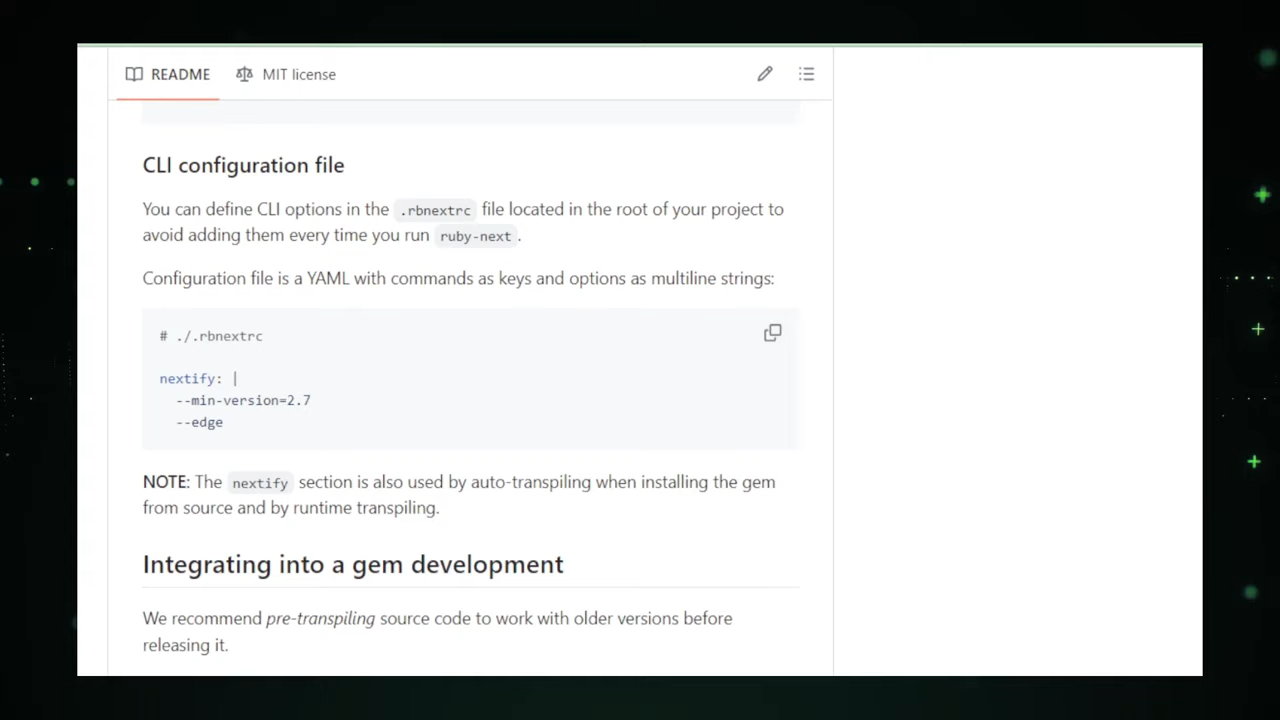 README MIT license
CLI configuration file
You can define CLI options in the .rbnextrc file located in the root of your project to
avoid adding them every time you run ruby-next.
Configuration file is a YAML with commands as keys and options as multiline strings:
# ./.rbnextrc
nextify: |
--min-version=2.7
--edge
NOTE: The nextify section is also used by auto-transpiling when installing the gem
from source and by runtime transpiling.
Integrating into a gem development
We recommend pre-transpiling source code to work with older versions before
releasing it.